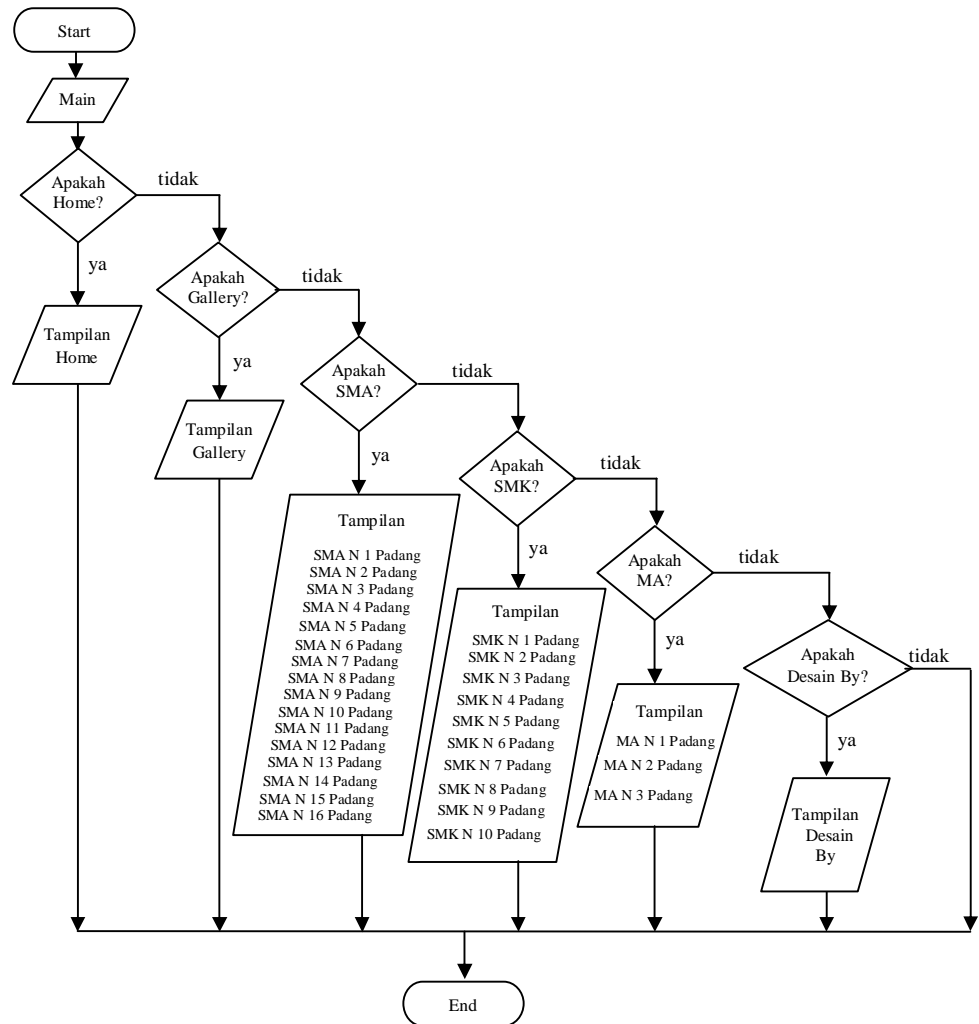 Start
Main
Apakah
Home?
tidak
ya
Tampilan
Home
Apakah
Gallery?
tidak
ya
Tampilan
Gallery
Apakah
SMA?
tidak
ya
Tampilan
SMA N 1 Padang
SMA N 2 Padang
SMA N 3 Padang
SMA N 4 Padang
SMA N 5 Padang
SMA N 6 Padang
SMA N 7 Padang
SMA N 8 Padang
SMA N 9 Padang
SMA N 10 Padang
SMA N 11 Padang
SMA N 12 Padang
SMA N 13 Padang
SMA N 14 Padang
SMA N 15 Padang
SMA N 16 Padang
Apakah
SMK?
tidak
ya
Tampilan
SMK N 1 Padang
SMK N 2 Padang
SMK N 3 Padang
SMK N 4 Padang
SMK N 5 Padang
SMK N 6 Padang
SMK N 7 Padang
SMK N 8 Padang
SMK N 9 Padang
SMK N 10 Padang
Apakah
MA?
tidak
ya
Tampilan
MA N 1 Padang
MA N 2 Padang
MA N 3 Padang
Apakah
Desain By?
tidak
ya
Tampilan
Desain
By
End